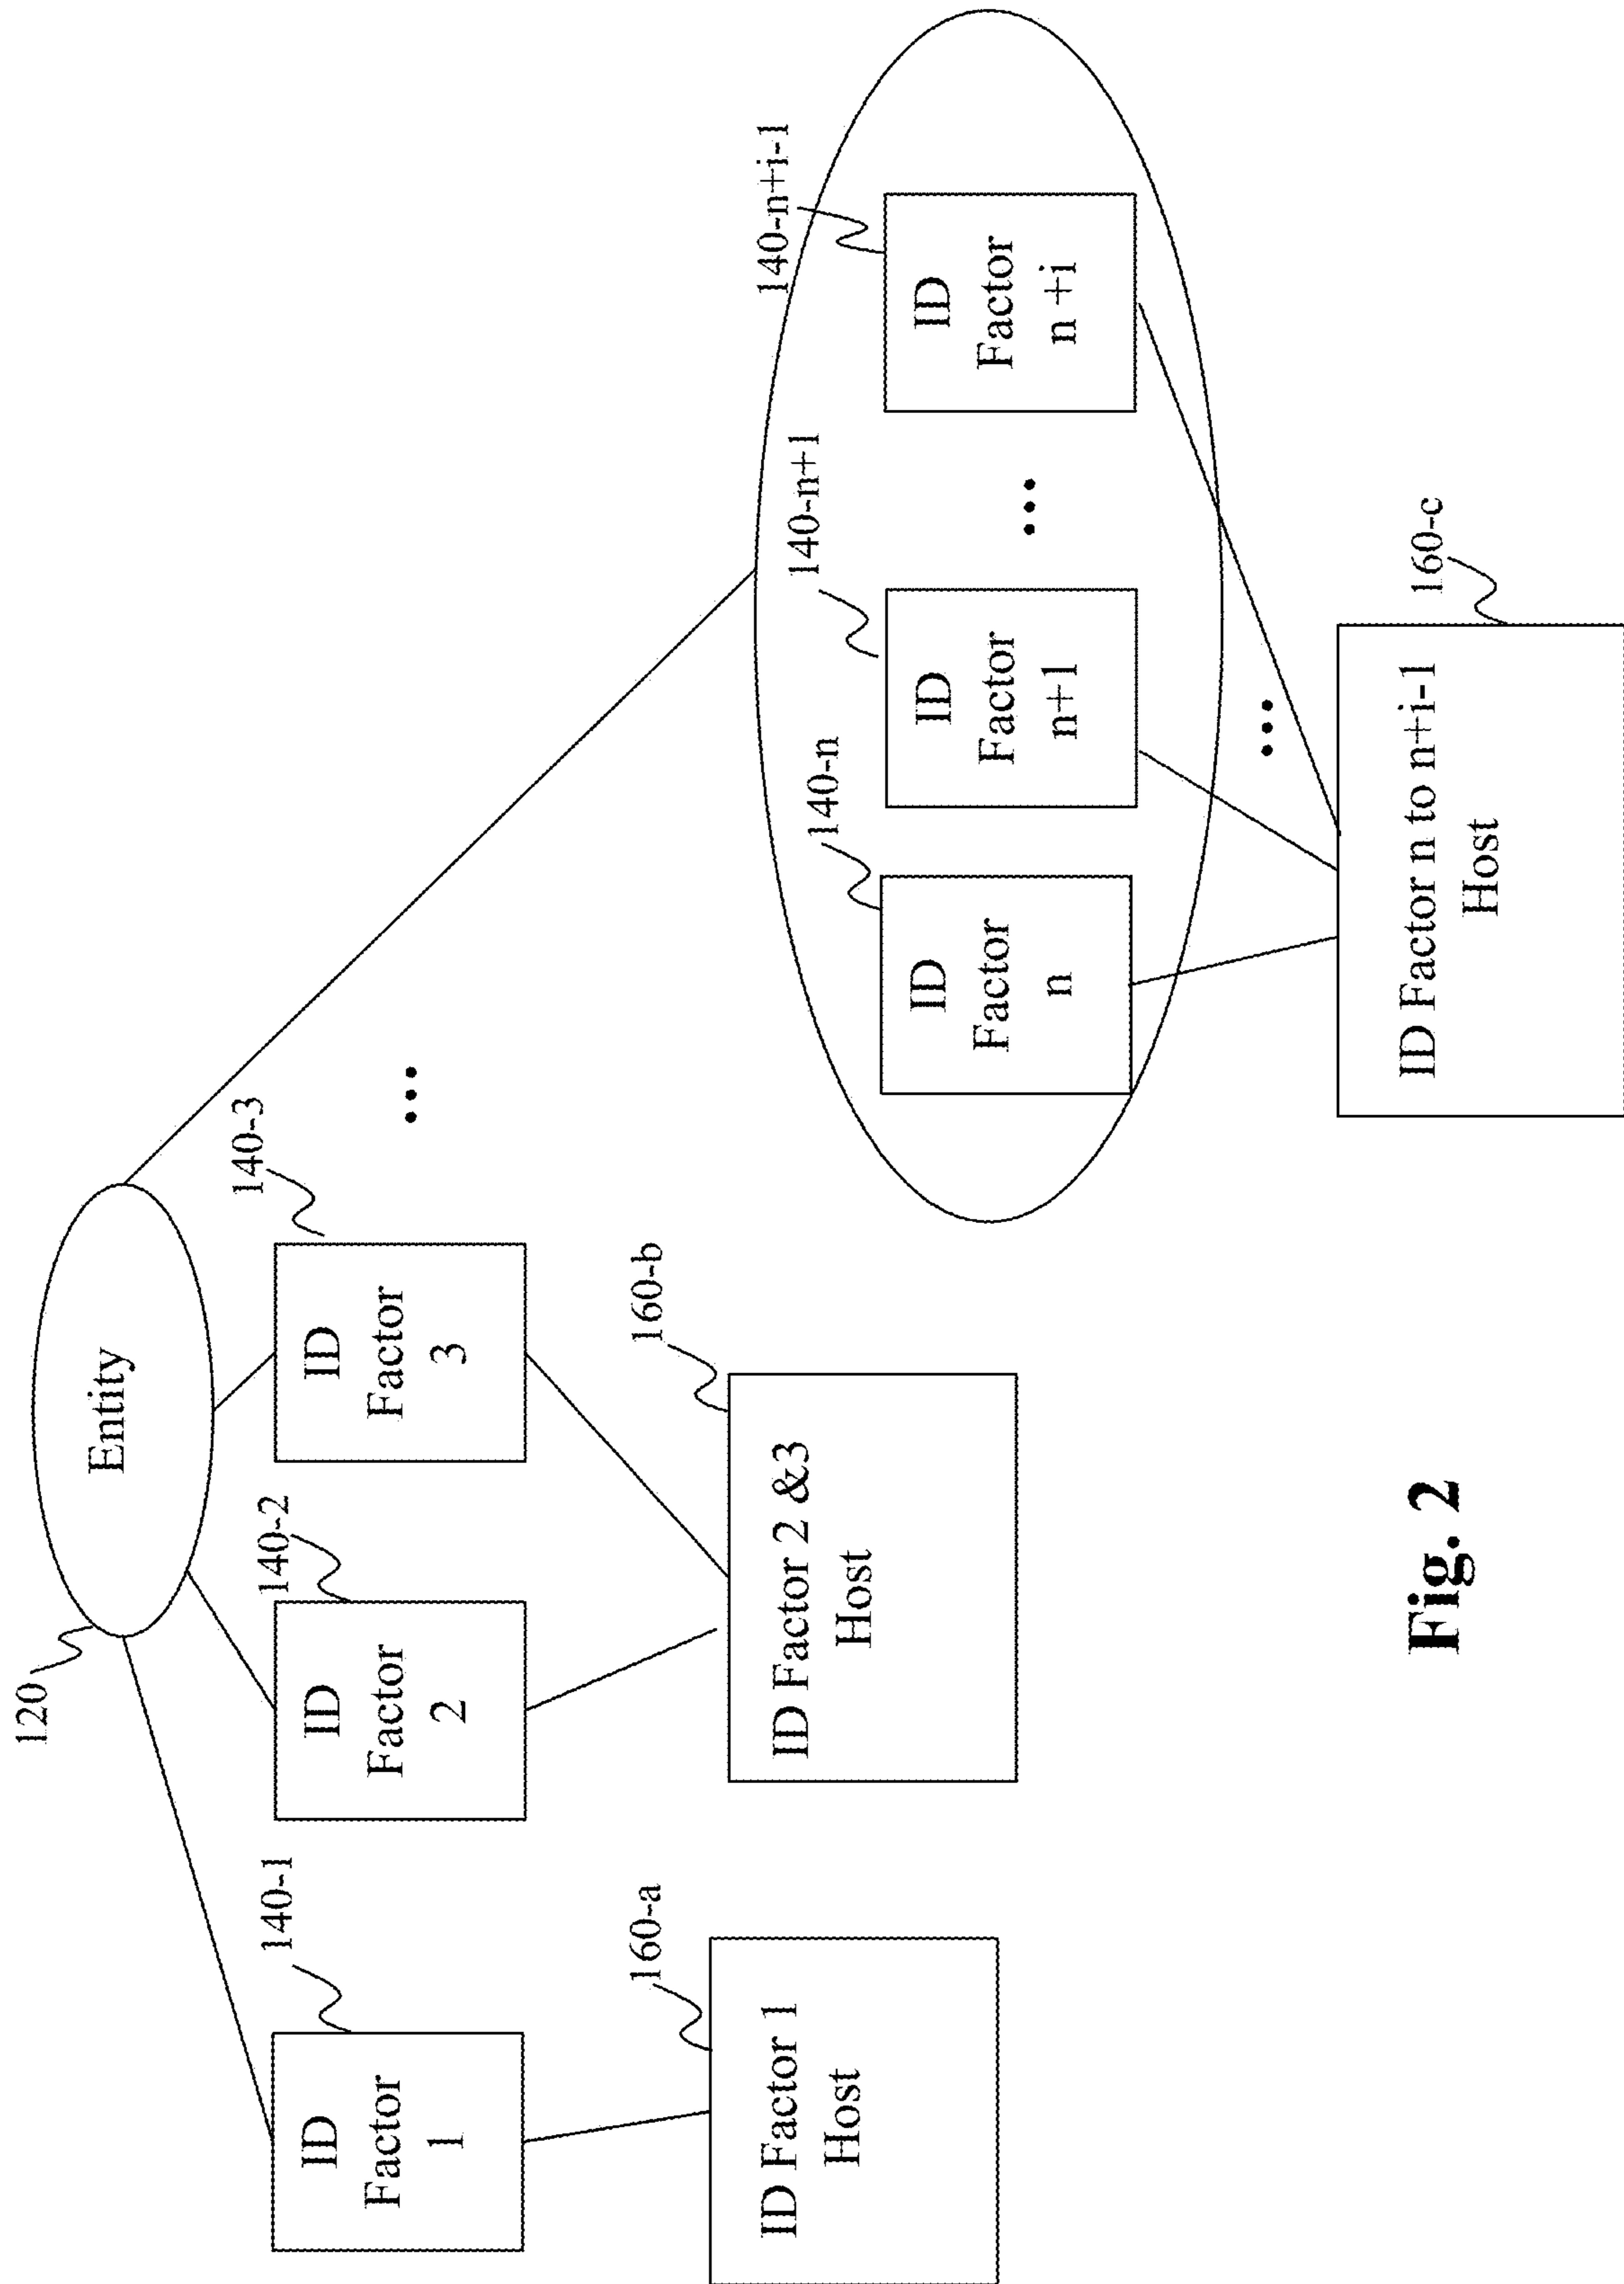 120
Entity
140-1
140-2
140-3
...
ID
Factor
1
ID
Factor
2
ID
Factor
3
160-a
160-b
ID Factor 1
Host
ID Factor 2 &3
Host
140-n
140-n+1
140-n+i-1
ID
Factor
n
ID
Factor
n+1
...
ID
Factor
n +i
...
160-c
ID Factor n to n+i-1
Host
Fig. 2